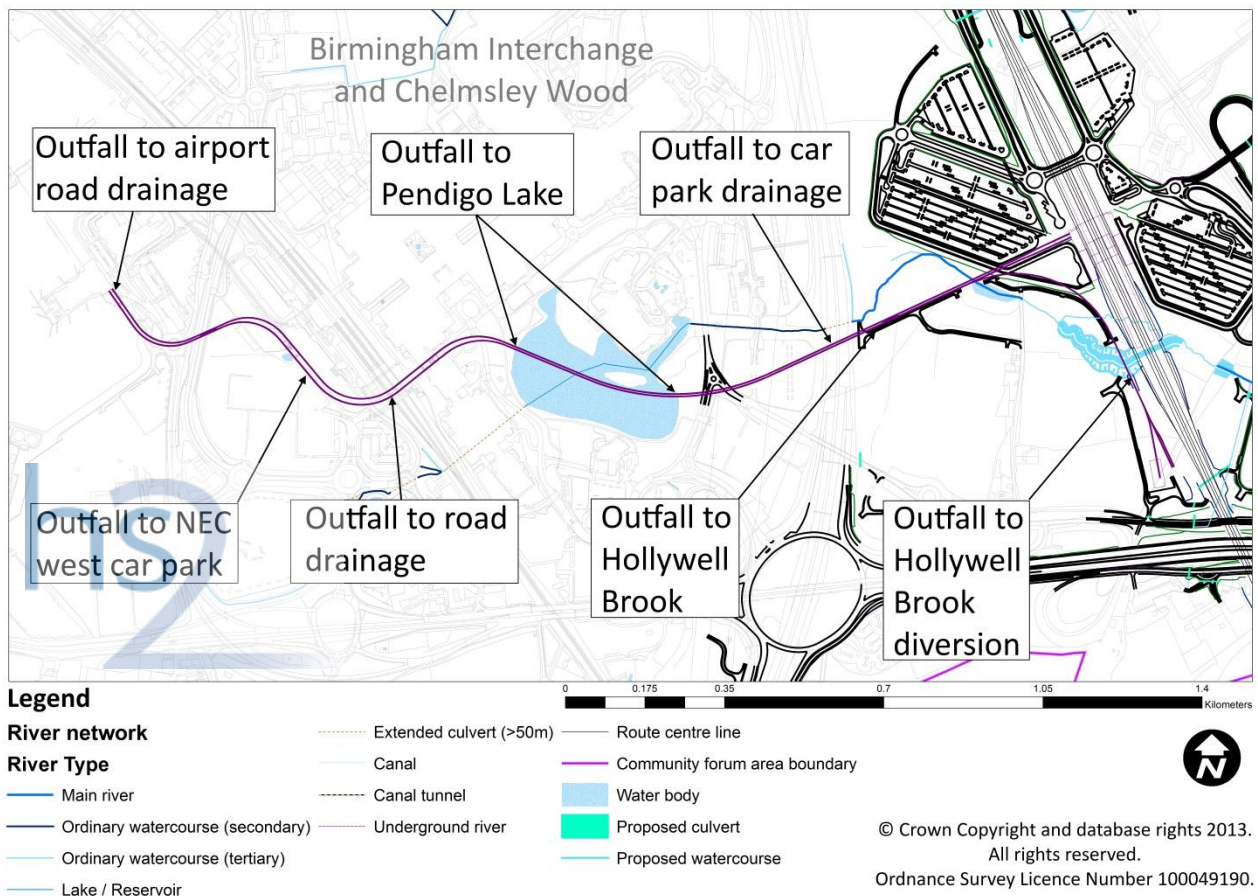 Birmingham Interchange
and Chelmsley Wood
Outfall to airport
road drainage
Outfall to
Pendigo Lake
Outfall to car
park drainage
Outfall to NEC
west car park
Outfall to road
drainage
Outfall to
Hollywell
Brook
Outfall to
Hollywell
Brook
diversion
hs2
Legend
River network
River Type
Main river
Ordinary watercourse (secondary)
Ordinary watercourse (tertiary)
Lake / Reservoir
Extended culvert (>50m)
Canal
Canal tunnel
Underground river
Route centre line
Community forum area boundary
Water body
Proposed culvert
Proposed watercourse
0 0.175 0.35 0.7 1.05 1.4
Kilometers
N
© Crown Copyright and database rights 2013.
All rights reserved.
Ordnance Survey Licence Number 100049190.